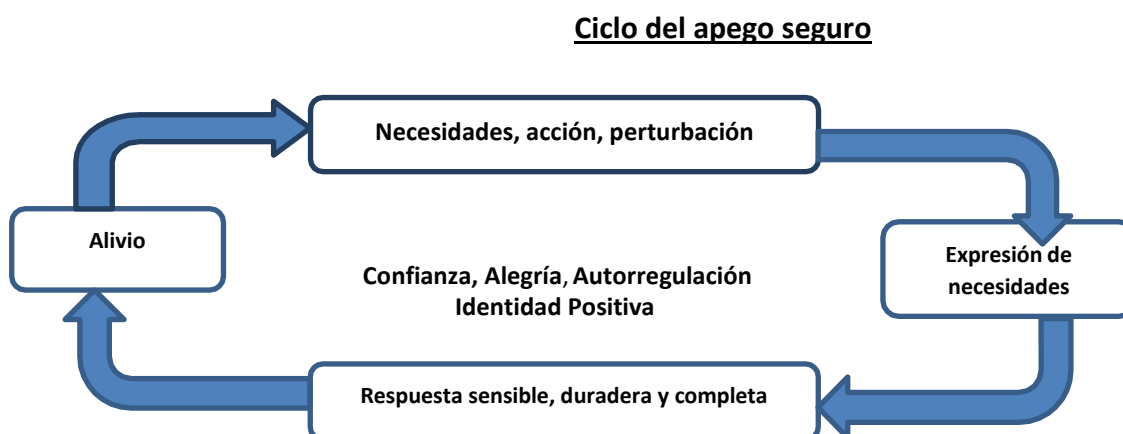 Ciclo del apego seguro
Necesidades, acción, perturbación
Alivio
Expresión de
necesidades
Confianza, Alegría, Autorregulación
Identidad Positiva
Respuesta sensible, duradera y completa